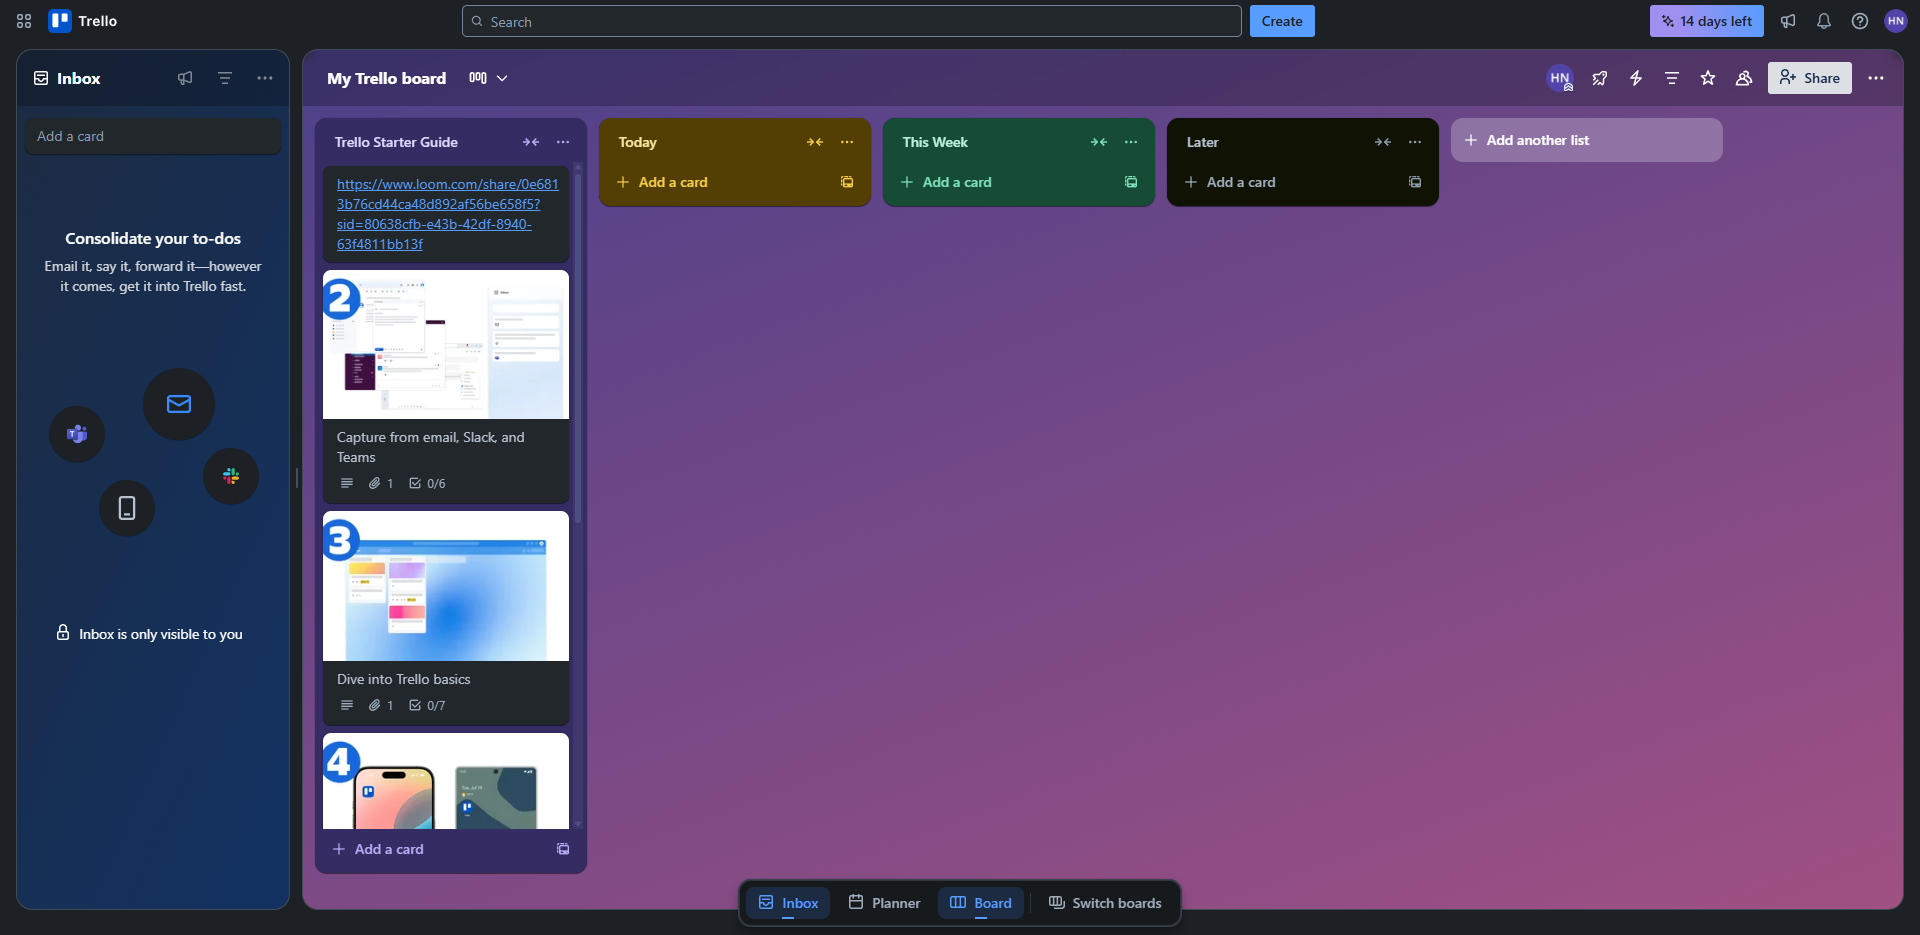 Trello
Search
Create
14 days left
HN
Inbox
Add a card
Consolidate your to-dos
Email it, say it, forward it—however
it comes, get it into Trello fast.
Inbox is only visible to you
My Trello board
HN
Share
Trello Starter Guide
https://www.loom.com/share/0e681
3b76cd44ca48d892af56be658f5?
sid=80638cfb-e43b-42df-8940-
63f4811bb13f
2
Capture from email, Slack, and
Teams
1
0/6
3
Dive into Trello basics
1
0/7
4
Add a card
Today
Add a card
This Week
Add a card
Later
Add a card
Add another list
Inbox
Planner
Board
Switch boards